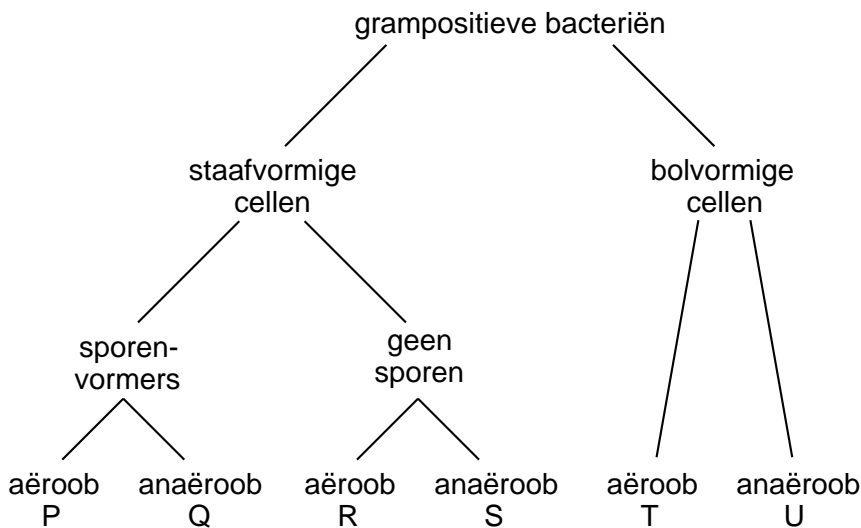 grampositieve bacteriën
staafvormige
cellen
bolvormige
cellen
sporen-
vormers
geen
sporen
aëroob
P
anaëroob
Q
aëroob
R
anaëroob
S
aëroob
T
anaëroob
U